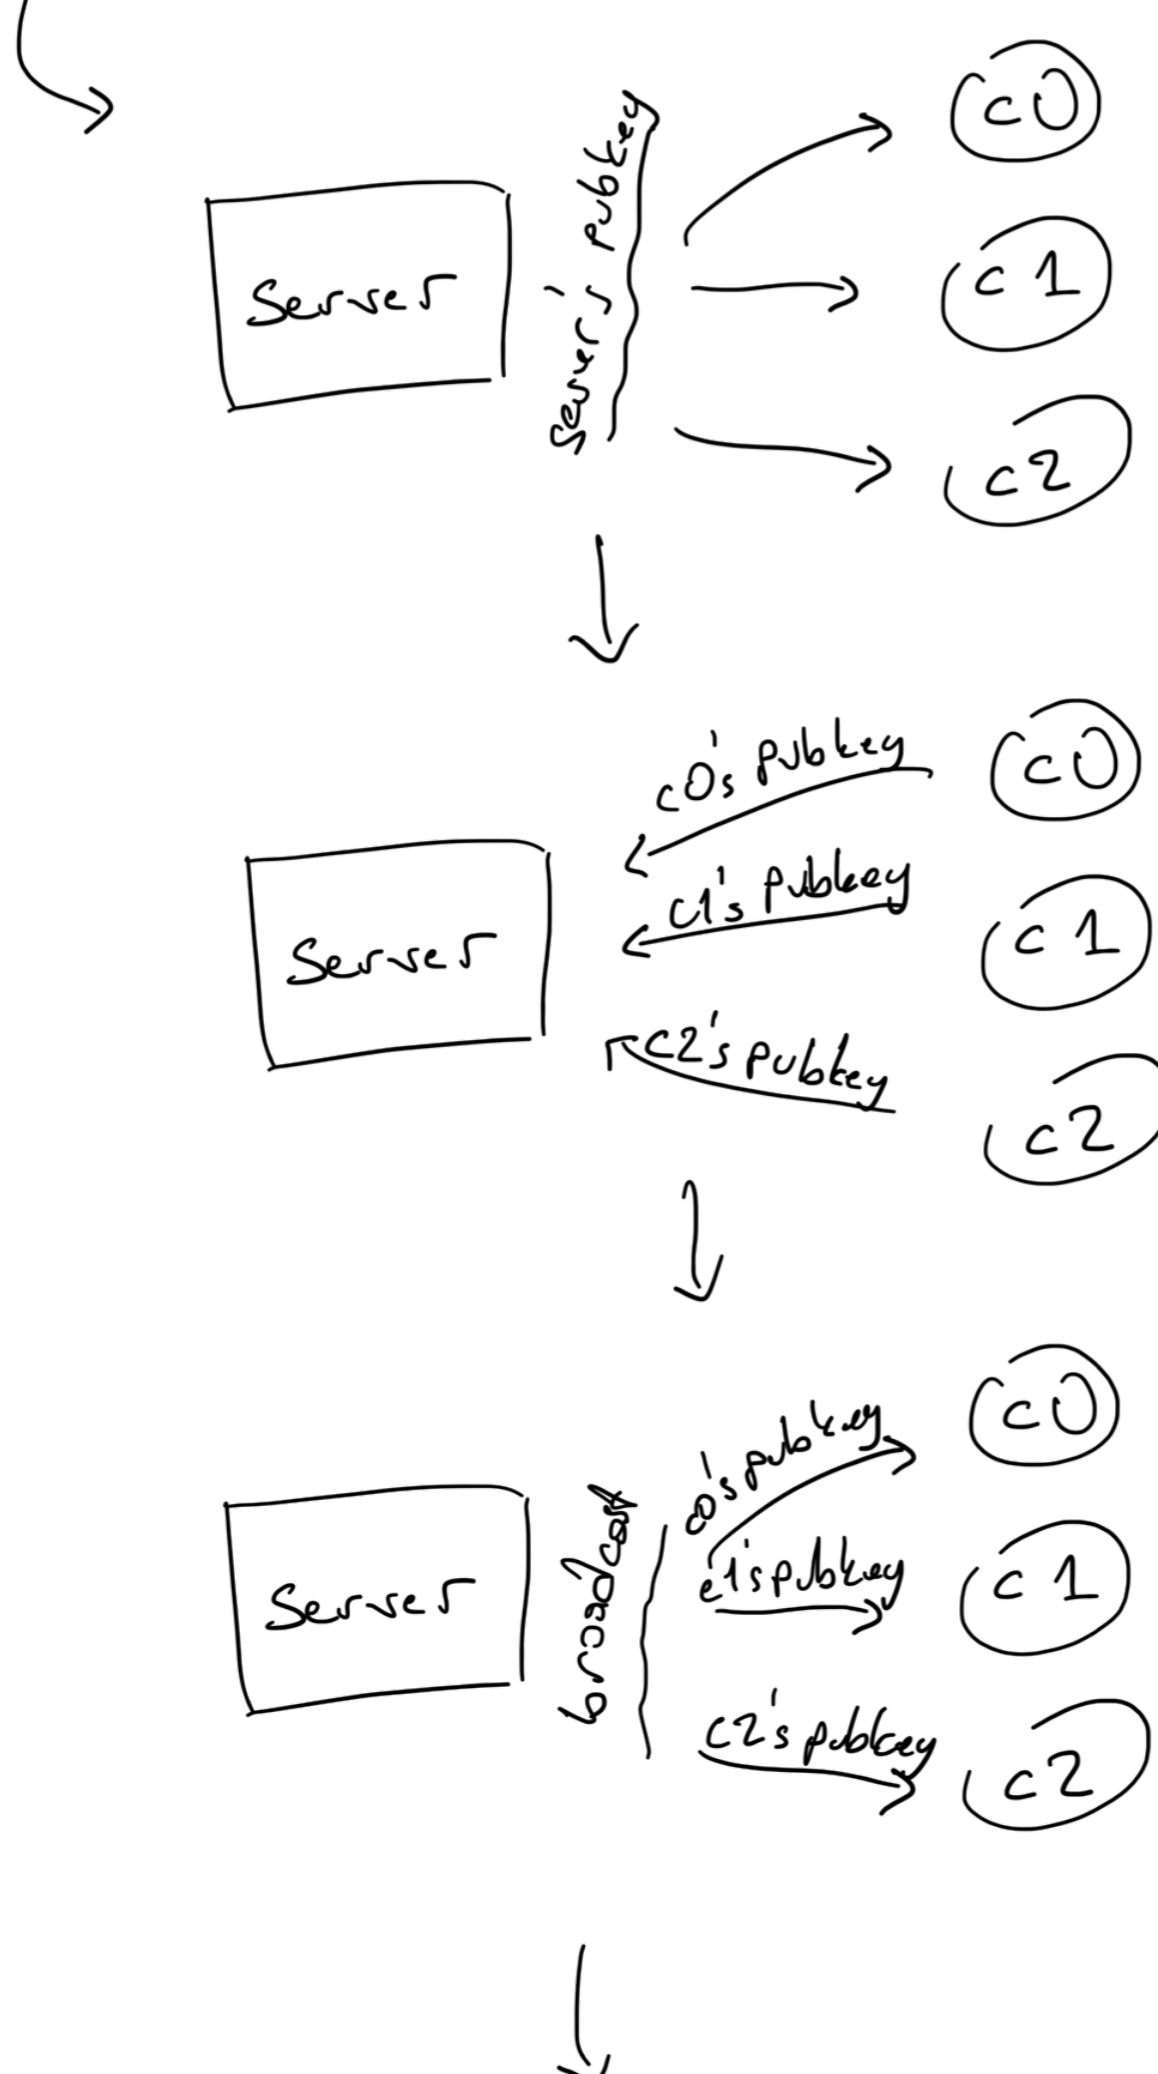 c0
server's pubkey
server
c1
c2
c0's pubkey
c0
c1's pubkey
server
c1
c2's pubkey
c2
c0
c0's pubkey
broadcast
server
c1's pubkey
c1
c2's pubkey
c2